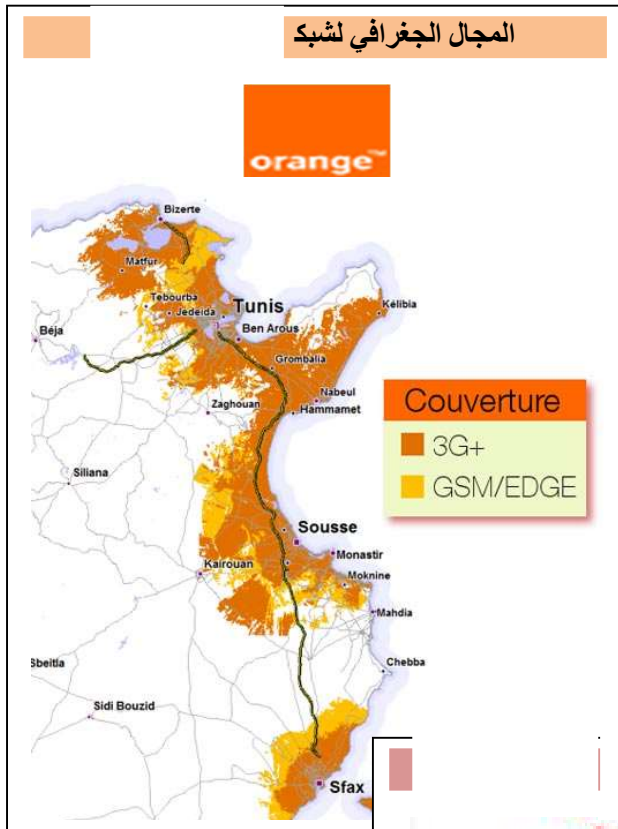 المجال الجغرافي لشبك
orange™
Bizerte
Matfur
Tebourba
Jedeida
Tunis
Kélibia
Béja
Ben Arous
Grombalia
Nabeul
Zaghouan
Hammamet
Couverture
3G+
GSM/EDGE
Siliana
Sousse
Monastir
Kairouan
Moknine
Mahdia
Sbeitla
Chebba
Sidi Bouzid
Sfax